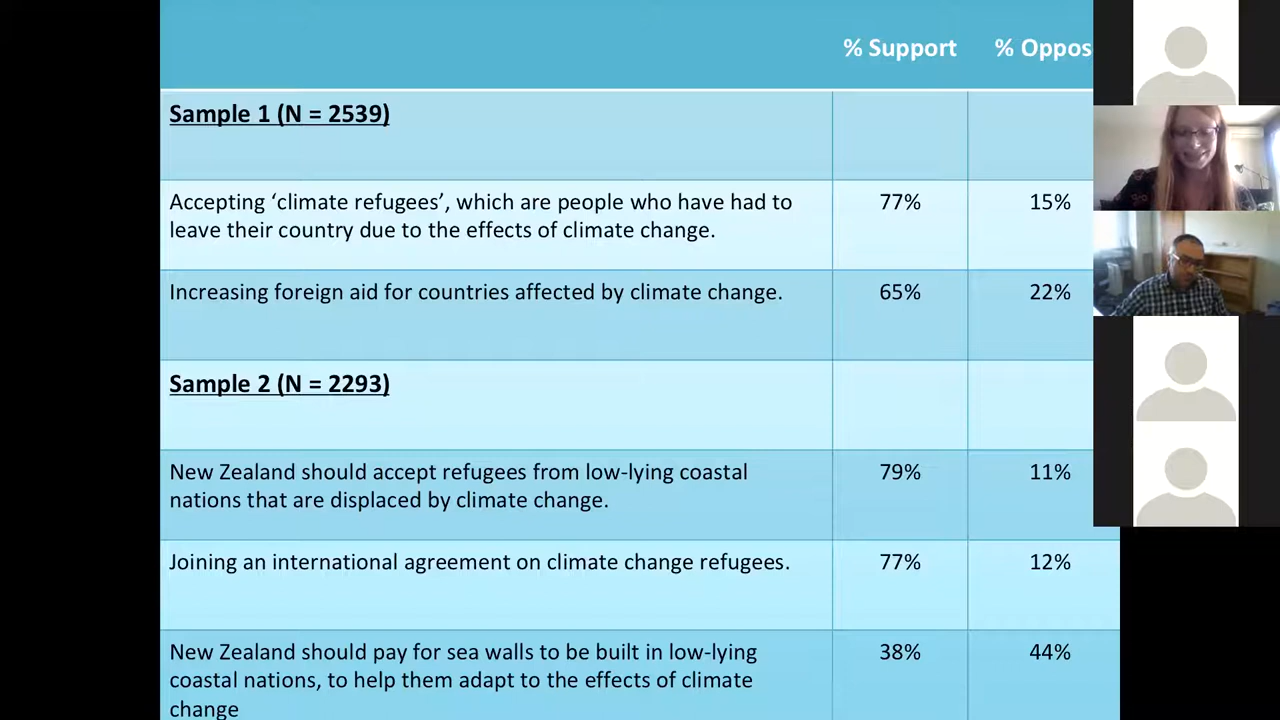 % Support % Oppos
Sample 1 (N = 2539)
Accepting ‘climate refugees’, which are people who have had to 77% 15%
leave their country due to the effects of climate change.
Increasing foreign aid for countries affected by climate change. 65% 22%
Sample 2 (N = 2293)
New Zealand should accept refugees from low-lying coastal 79% 11%
nations that are displaced by climate change.
Joining an international agreement on climate change refugees. 77% 12%
New Zealand should pay for sea walls to be built in low-lying 38% 44%
coastal nations, to help them adapt to the effects of climate
change